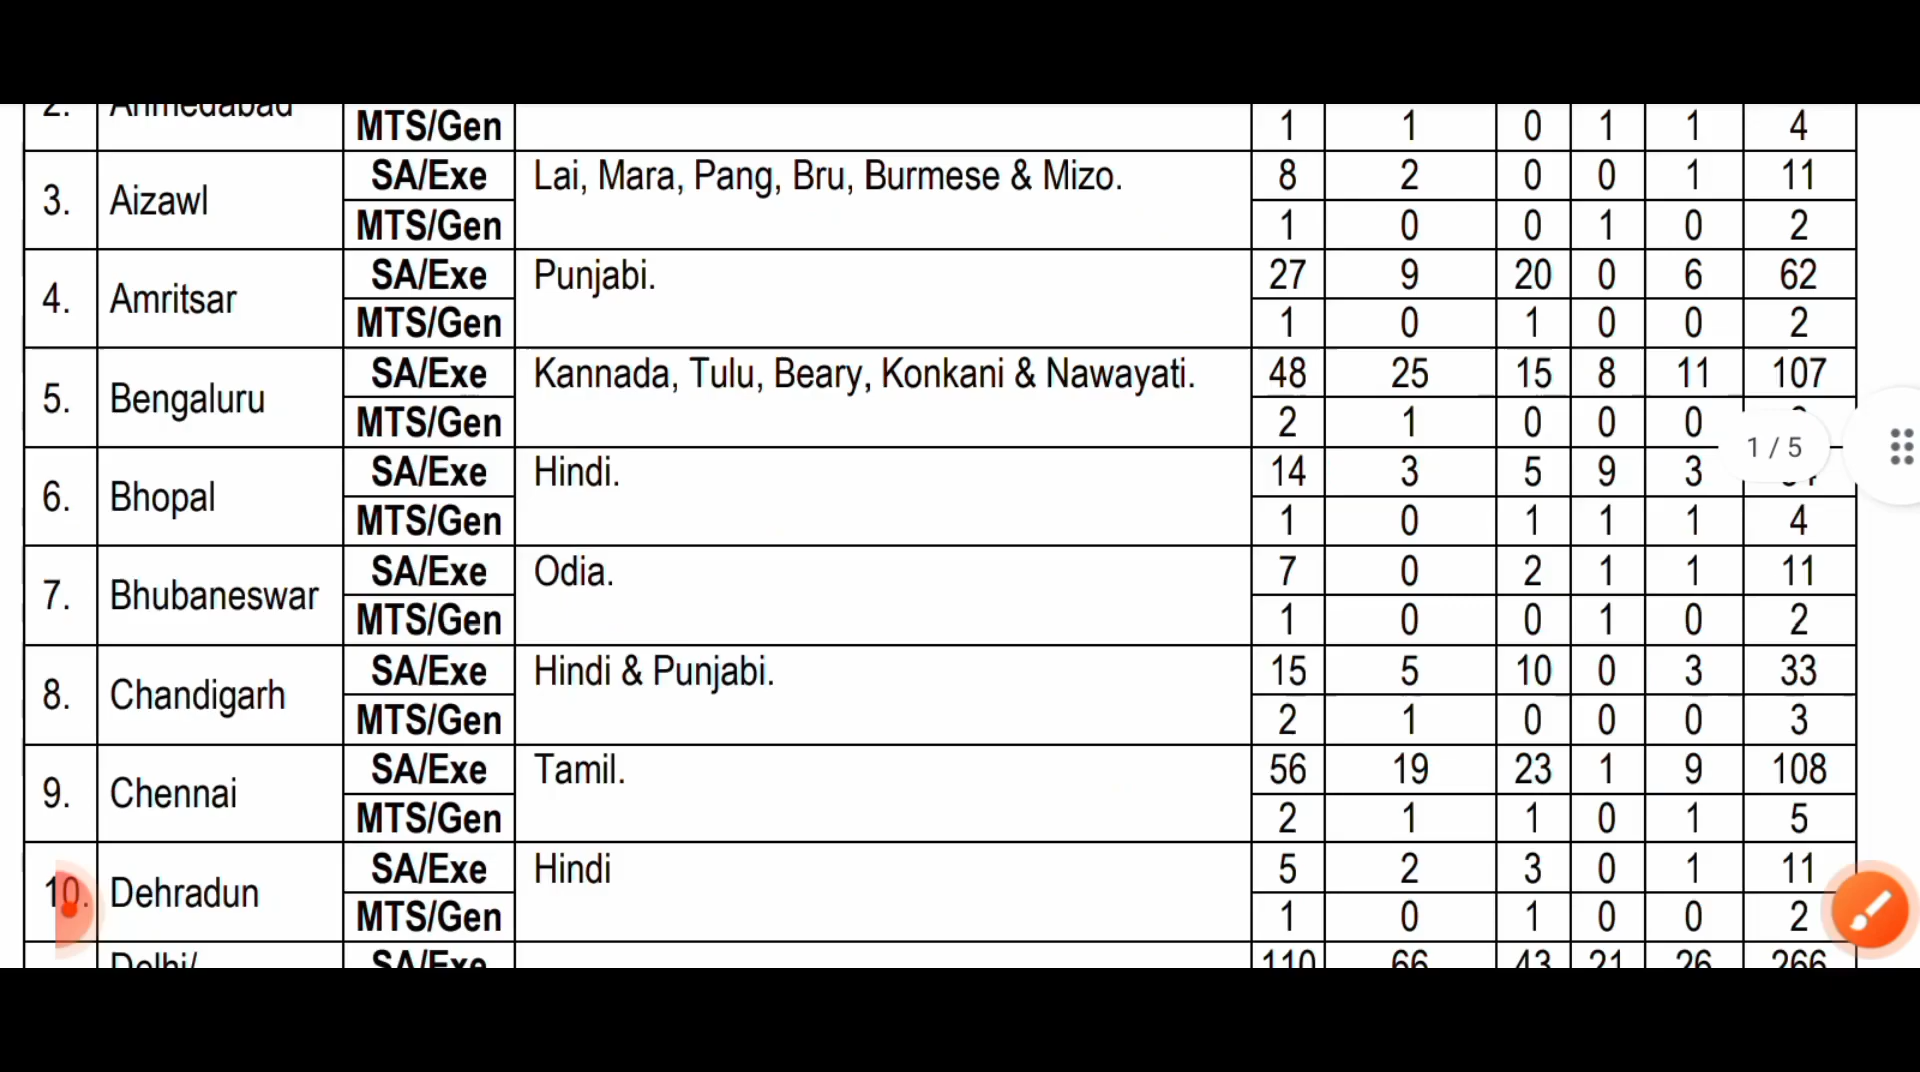 2. Ahmedabad MTS/Gen 1 1 0 1 1 4
3. Aizawl SA/Exe Lai, Mara, Pang, Bru, Burmese & Mizo. 8 2 0 0 1 11
MTS/Gen 1 0 0 1 0 2
4. Amritsar SA/Exe Punjabi. 27 9 20 0 6 62
MTS/Gen 1 0 1 0 0 2
5. Bengaluru SA/Exe Kannada, Tulu, Beary, Konkani & Nawayati. 48 25 15 8 11 107
MTS/Gen 2 1 0 0 0
1 / 5
6. Bhopal SA/Exe Hindi. 14 3 5 9 3
MTS/Gen 1 0 1 1 1 4
7. Bhubaneswar SA/Exe Odia. 7 0 2 1 1 11
MTS/Gen 1 0 0 1 0 2
8. Chandigarh SA/Exe Hindi & Punjabi. 15 5 10 0 3 33
MTS/Gen 2 1 0 0 0 3
9. Chennai SA/Exe Tamil. 56 19 23 1 9 108
MTS/Gen 2 1 1 0 1 5
10. Dehradun SA/Exe Hindi 5 2 3 0 1 11
MTS/Gen 1 0 1 0 0 2
Delhi/ SA/Exe 110 66 43 21 26 266